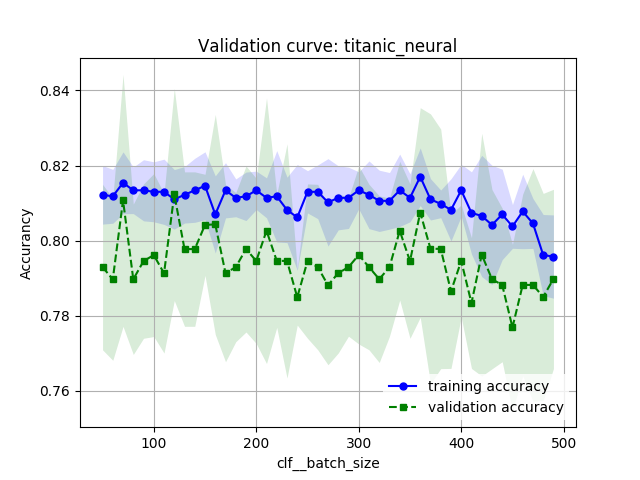 Validation curve: titanic_neural
0.84
0.82
0.80
0.78
0.76
Accurancy
training accuracy
validation accuracy
100
200
300
400
500
clf__batch_size